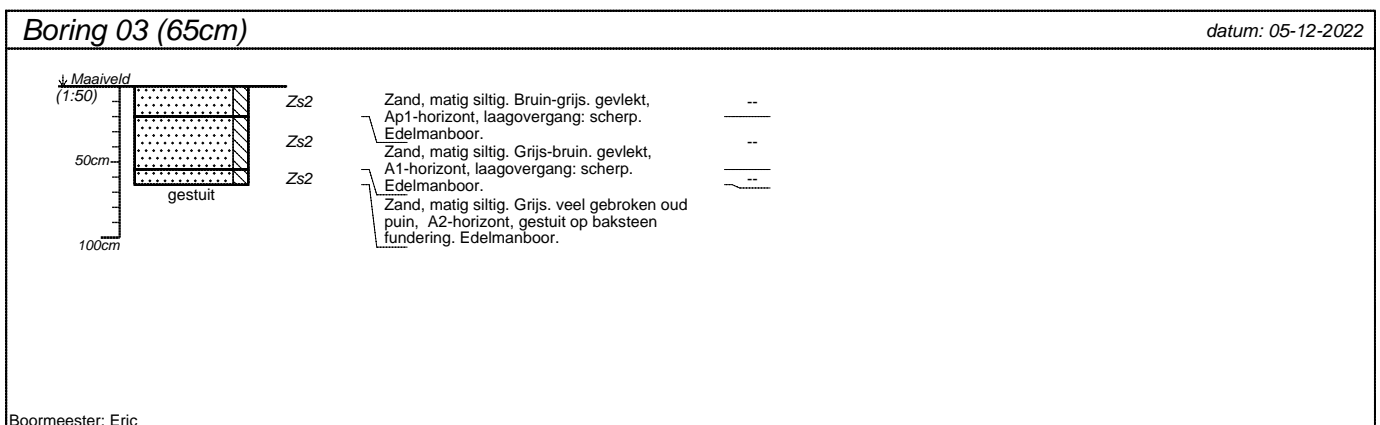 Boring 03 (65cm)
datum: 05-12-2022
Maaiveld
(1:50)
50cm
100cm
gestuit
Zs2
Zs2
Zs2
Zand, matig siltig. Bruin-grijs. gevlekt,
Ap1-horizont, laagovergang: scherp.
Edelmanboor.
Zand, matig siltig. Grijs-bruin. gevlekt,
A1-horizont, laagovergang: scherp.
Edelmanboor.
Zand, matig siltig. Grijs. veel gebroken oud
puin, A2-horizont, gestuit op baksteen
fundering. Edelmanboor.
--
--
--
Boormeester: Eric